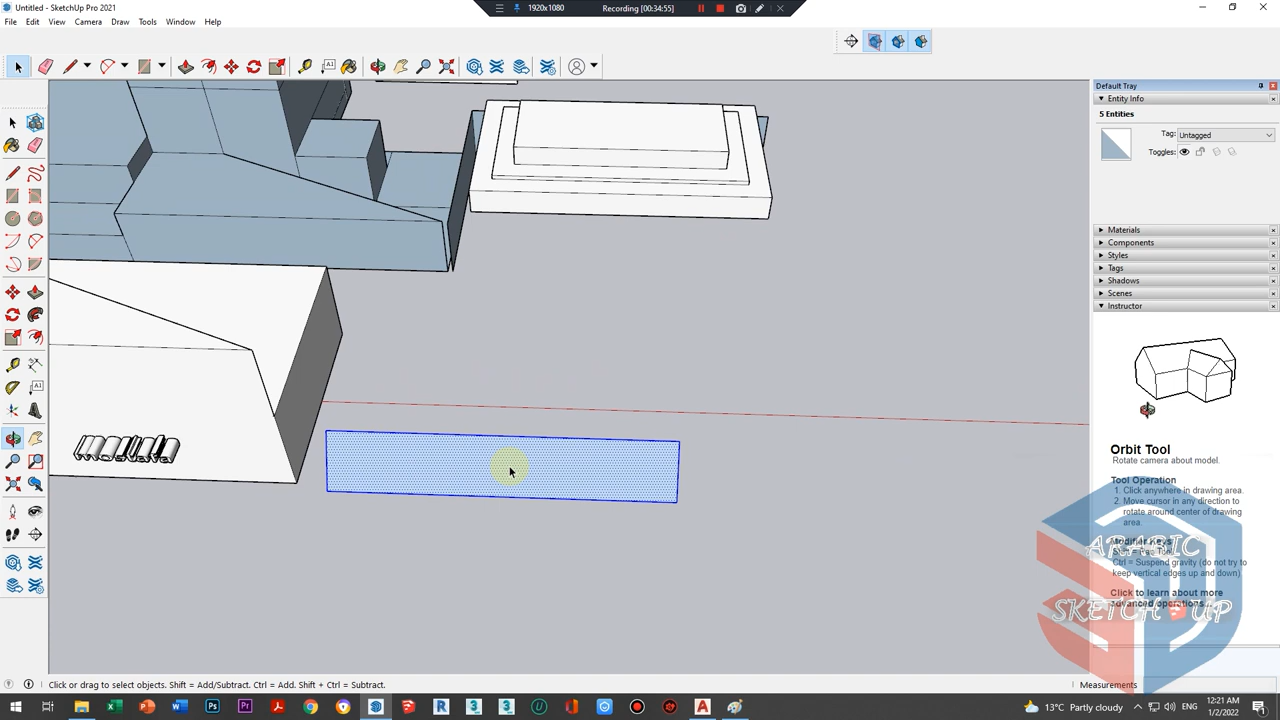 Untitled - SketchUp Pro 2021
1920x1080
Recording [00:34:55]
File
Edit
View
Camera
Draw
Tools
Window
Help
Default Tray
Entity Info
5 Entities
Tag:
Untagged
Toggles:
Materials
Components
Styles
Tags
Shadows
Scenes
Instructor
Orbit Tool
Rotate camera about model.
Tool Operation
1. Click anywhere in drawing area.
2. Move cursor in any direction to
rotate around center of drawing
area.
Modifier Keys
Ctrl = Suspend gravity (do not try to
keep vertical edges up and down)
Click to learn about more
advanced operations...
ARABIC
SKETCH UP
Click or drag to select objects. Shift = Add/Subtract. Ctrl = Add. Shift + Ctrl = Subtract.
Measurements
13°C Partly cloudy
12:21 AM
1/2/2022